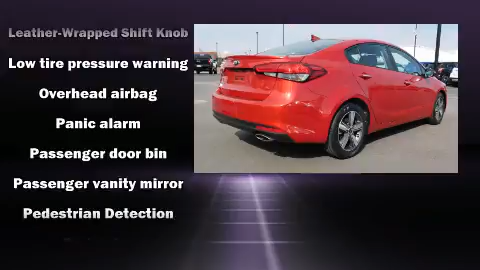 Leather-Wrapped Shift Knob
Low tire pressure warning
Overhead airbag
Panic alarm
Passenger door bin
Passenger vanity mirror
Pedestrian Detection